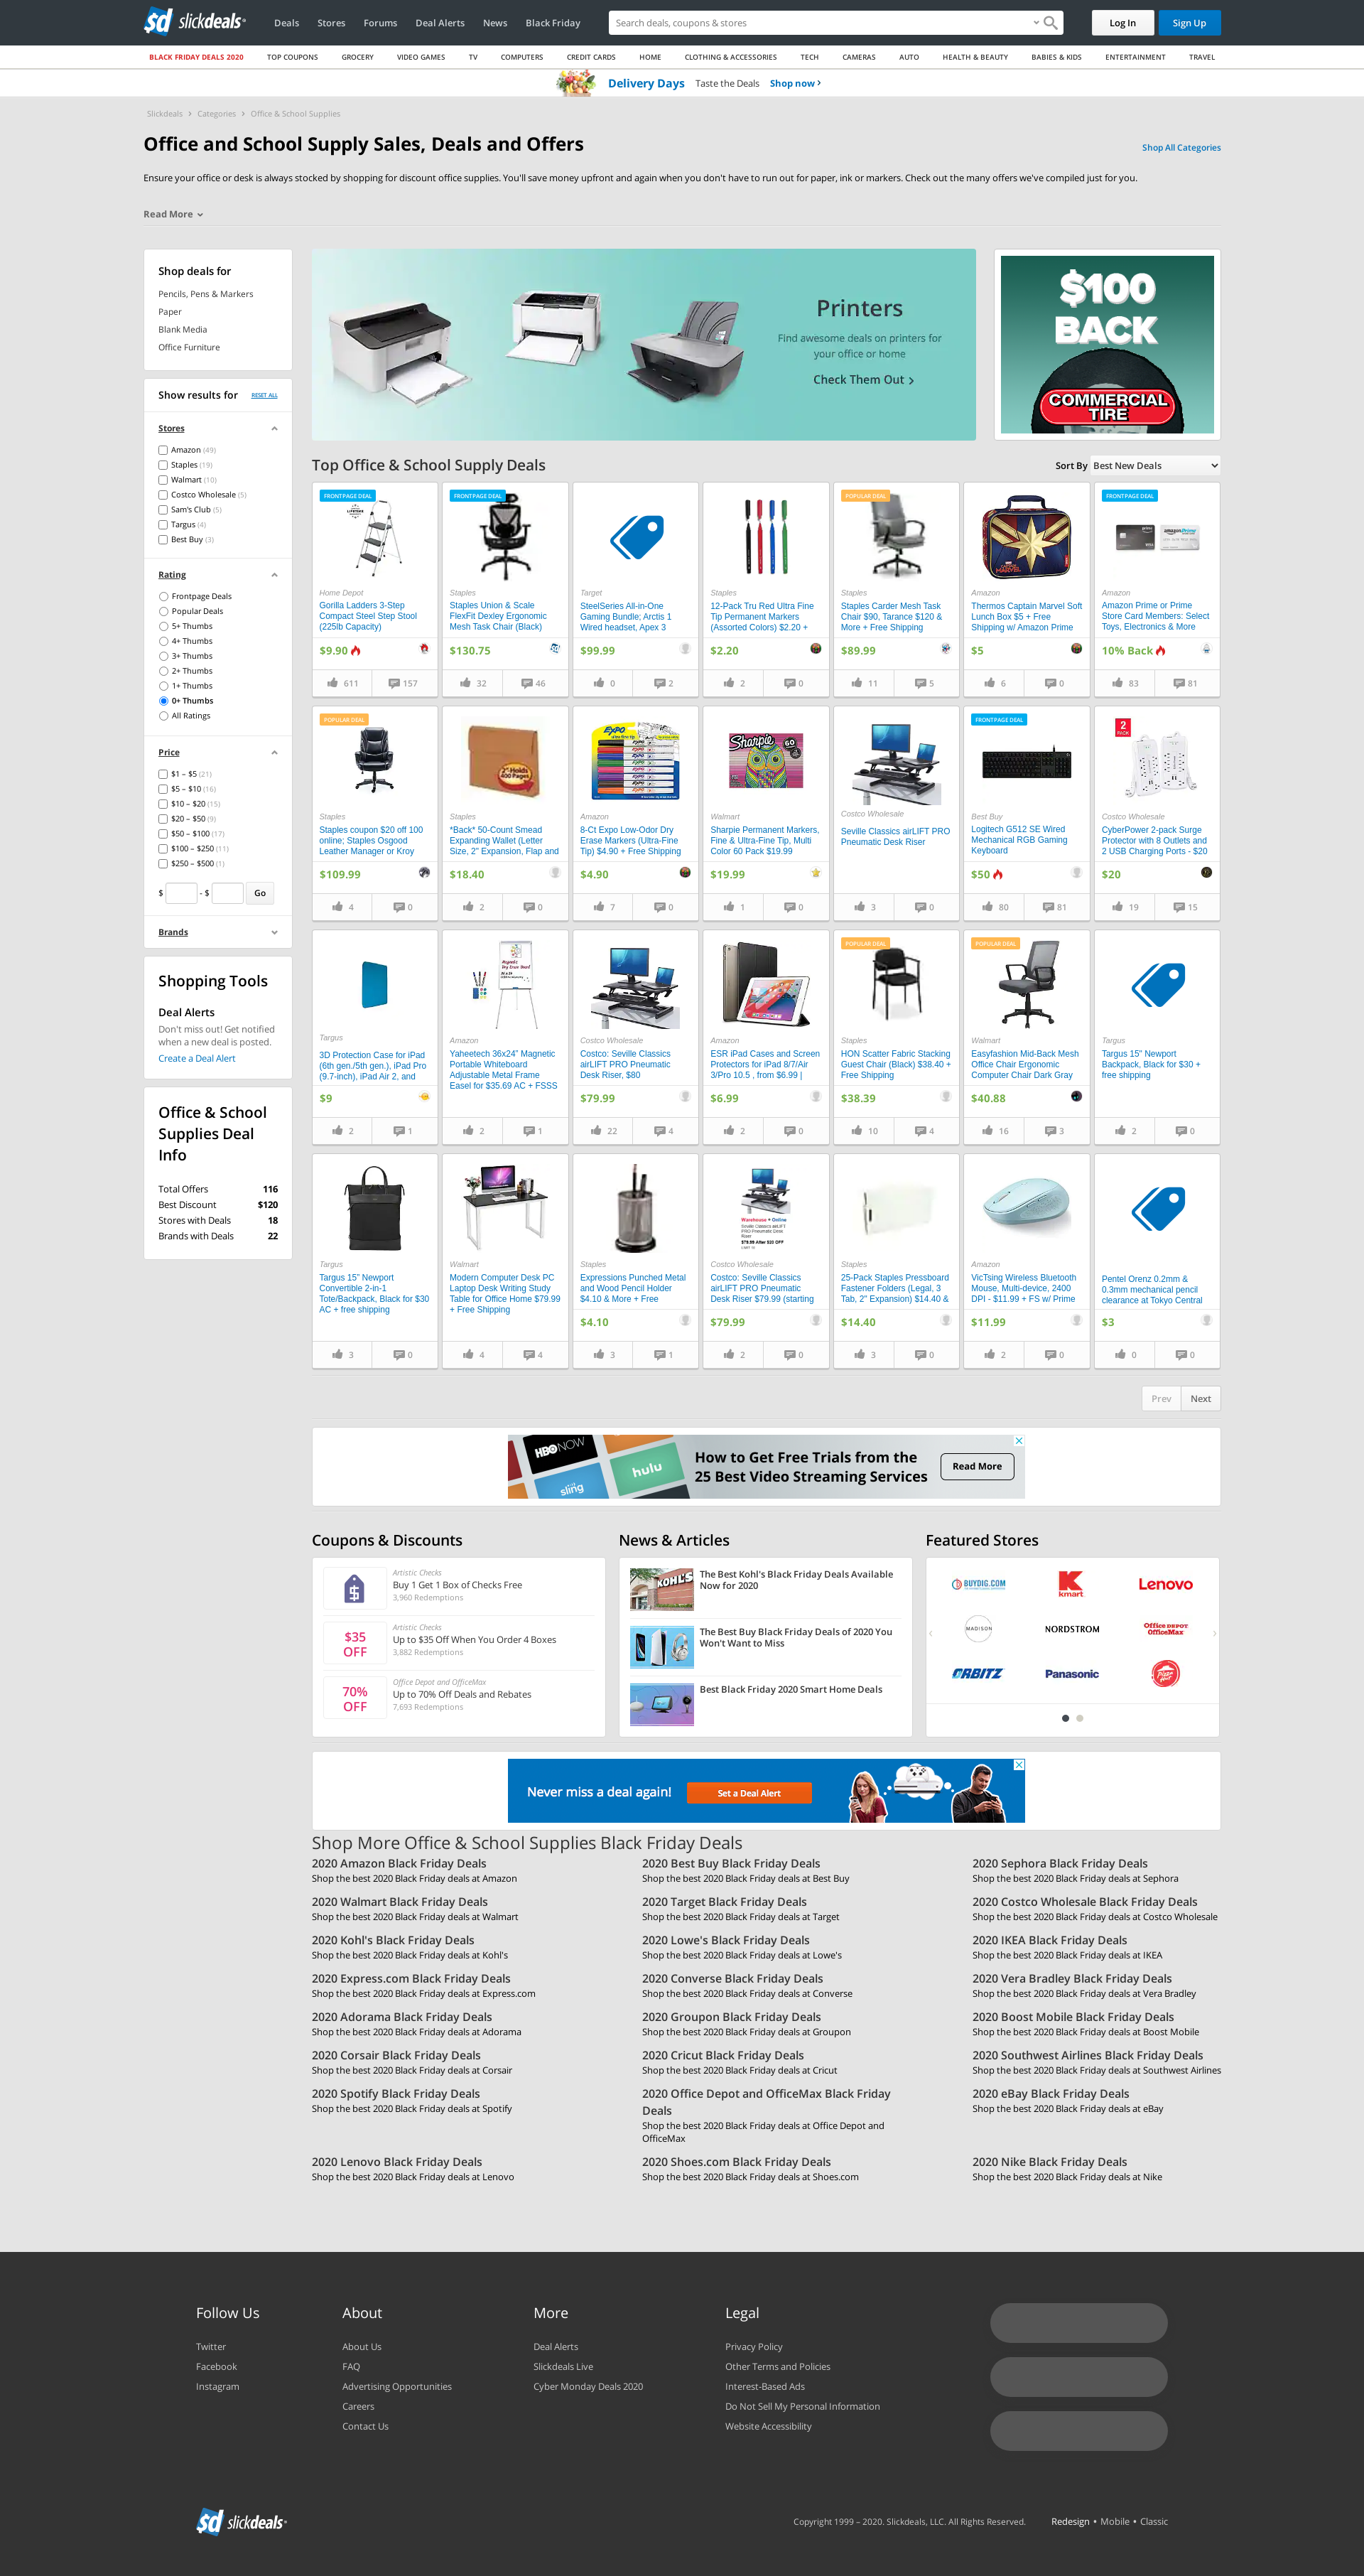 sd slickdeals
Deals Stores Forums Deal Alerts News Black Friday
Search deals, coupons & stores
Log In Sign Up
BLACK FRIDAY DEALS 2020 TOP COUPONS GROCERY VIDEO GAMES TV COMPUTERS CREDIT CARDS HOME CLOTHING & ACCESSORIES TECH CAMERAS AUTO HEALTH & BEAUTY BABIES & KIDS ENTERTAINMENT TRAVEL
Delivery Days Taste the Deals Shop now
Slickdeals > Categories > Office & School Supplies
Office and School Supply Sales, Deals and Offers
Shop All Categories
Ensure your office or desk is always stocked by shopping for discount office supplies. You'll save money upfront and again when you don't have to run out for paper, ink or markers. Check out the many offers we've compiled just for you.
Read More
Shop deals for
Pencils, Pens & Markers
Paper
Blank Media
Office Furniture
Show results for RESET ALL
Stores
Amazon (49)
Staples (19)
Walmart (10)
Costco Wholesale (5)
Sam's Club (5)
Targus (4)
Best Buy (3)
Rating
Frontpage Deals
Popular Deals
5+ Thumbs
4+ Thumbs
3+ Thumbs
2+ Thumbs
1+ Thumbs
0+ Thumbs
All Ratings
Price
$1 – $5 (21)
$5 – $10 (16)
$10 – $20 (15)
$20 – $50 (9)
$50 – $100 (17)
$100 – $250 (11)
$250 – $500 (1)
$ - $ Go
Brands
Shopping Tools
Deal Alerts
Don't miss out! Get notified
when a new deal is posted.
Create a Deal Alert
Office & School
Supplies Deal
Info
Total Offers 116
Best Discount $120
Stores with Deals 18
Brands with Deals 22
Printers
Find awesome deals on printers for
your office or home
Check Them Out
$100
BACK
COMMERCIAL
TIRE
Top Office & School Supply Deals
Sort By Best New Deals
FRONTPAGE DEAL
Home Depot
Gorilla Ladders 3-Step
Compact Steel Step Stool
(225lb Capacity)
$9.90
611 157
FRONTPAGE DEAL
Staples
Staples Union & Scale
FlexFit Dexley Ergonomic
Mesh Task Chair (Black)
$130.75
32 46
Target
SteelSeries All-in-One
Gaming Bundle; Arctis 1
Wired headset, Apex 3
$99.99
0 2
Staples
12-Pack Tru Red Ultra Fine
Tip Permanent Markers
(Assorted Colors) $2.20 +
$2.20
2 0
POPULAR DEAL
Staples
Staples Carder Mesh Task
Chair $90, Tarance $120 &
More + Free Shipping
$89.99
11 5
Amazon
Thermos Captain Marvel Soft
Lunch Box $5 + Free
Shipping w/ Amazon Prime
$5
6 0
FRONTPAGE DEAL
Amazon
Amazon Prime or Prime
Store Card Members: Select
Toys, Electronics & More
10% Back
83 81
POPULAR DEAL
Staples
Staples coupon $20 off 100
online; Staples Osgood
Leather Manager or Kroy
$109.99
4 0
Holds
400 Pages
Staples
*Back* 50-Count Smead
Expanding Wallet (Letter
Size, 2" Expansion, Flap and
$18.40
2 0
EXPO
Amazon
8-Ct Expo Low-Odor Dry
Erase Markers (Ultra-Fine
Tip) $4.90 + Free Shipping
$4.90
7 0
Sharpie
60
Walmart
Sharpie Permanent Markers,
Fine & Ultra-Fine Tip, Multi
Color 60 Pack $19.99
$19.99
1 0
Costco Wholesale
Seville Classics airLIFT PRO
Pneumatic Desk Riser
3 0
FRONTPAGE DEAL
Best Buy
Logitech G512 SE Wired
Mechanical RGB Gaming
Keyboard
$50
80 81
2
PACK
Costco Wholesale
CyberPower 2-pack Surge
Protector with 8 Outlets and
2 USB Charging Ports - $20
$20
19 15
Targus
3D Protection Case for iPad
(6th gen./5th gen.), iPad Pro
(9.7-inch), iPad Air 2, and
$9
2 1
Amazon
Yaheetech 36x24" Magnetic
Portable Whiteboard
Adjustable Metal Frame
Easel for $35.69 AC + FSSS
2 1
Costco Wholesale
Costco: Seville Classics
airLIFT PRO Pneumatic
Desk Riser, $80
$79.99
22 4
Amazon
ESR iPad Cases and Screen
Protectors for iPad 8/7/Air
3/Pro 10.5 , from $6.99 |
$6.99
2 0
POPULAR DEAL
Staples
HON Scatter Fabric Stacking
Guest Chair (Black) $38.40 +
Free Shipping
$38.39
10 4
POPULAR DEAL
Walmart
Easyfashion Mid-Back Mesh
Office Chair Ergonomic
Computer Chair Dark Gray
$40.88
16 3
Targus
Targus 15" Newport
Backpack, Black for $30 +
free shipping
2 0
Targus
Targus 15" Newport
Convertible 2-in-1
Tote/Backpack, Black for $30
AC + free shipping
3 0
Walmart
Modern Computer Desk PC
Laptop Desk Writing Study
Table for Office Home $79.99
+ Free Shipping
4 4
Staples
Expressions Punched Metal
and Wood Pencil Holder
$4.10 & More + Free
$4.10
3 1
Warehouse + Online
Seville Classics airLIFT
PRO Pneumatic Desk
Riser
$79.99 After $20 OFF
Costco Wholesale
Costco: Seville Classics
airLIFT PRO Pneumatic
Desk Riser $79.99 (starting
$79.99
2 0
Staples
25-Pack Staples Pressboard
Fastener Folders (Legal, 3
Tab, 2" Expansion) $14.40 &
$14.40
3 0
Amazon
VicTsing Wireless Bluetooth
Mouse, Multi-device, 2400
DPI - $11.99 + FS w/ Prime
$11.99
2 0
Pentel Orenz 0.2mm &
0.3mm mechanical pencil
clearance at Tokyo Central
$3
0 0
Prev Next
HBO NOW
hulu
sling
How to Get Free Trials from the
25 Best Video Streaming Services
Read More
Coupons & Discounts
Artistic Checks
Buy 1 Get 1 Box of Checks Free
3,960 Redemptions
$35
OFF
Artistic Checks
Up to $35 Off When You Order 4 Boxes
3,882 Redemptions
70%
OFF
Office Depot and OfficeMax
Up to 70% Off Deals and Rebates
7,693 Redemptions
News & Articles
KOHL'S
The Best Kohl's Black Friday Deals Available
Now for 2020
The Best Buy Black Friday Deals of 2020 You
Won't Want to Miss
Best Black Friday 2020 Smart Home Deals
Featured Stores
BUYDIG.COM kmart Lenovo
MADISON NORDSTROM Office DEPOT OfficeMax
ORBITZ Panasonic Pizza Hut
Never miss a deal again! Set a Deal Alert
Shop More Office & School Supplies Black Friday Deals
2020 Amazon Black Friday Deals
Shop the best 2020 Black Friday deals at Amazon
2020 Best Buy Black Friday Deals
Shop the best 2020 Black Friday deals at Best Buy
2020 Sephora Black Friday Deals
Shop the best 2020 Black Friday deals at Sephora
2020 Walmart Black Friday Deals
Shop the best 2020 Black Friday deals at Walmart
2020 Target Black Friday Deals
Shop the best 2020 Black Friday deals at Target
2020 Costco Wholesale Black Friday Deals
Shop the best 2020 Black Friday deals at Costco Wholesale
2020 Kohl's Black Friday Deals
Shop the best 2020 Black Friday deals at Kohl's
2020 Lowe's Black Friday Deals
Shop the best 2020 Black Friday deals at Lowe's
2020 IKEA Black Friday Deals
Shop the best 2020 Black Friday deals at IKEA
2020 Express.com Black Friday Deals
Shop the best 2020 Black Friday deals at Express.com
2020 Converse Black Friday Deals
Shop the best 2020 Black Friday deals at Converse
2020 Vera Bradley Black Friday Deals
Shop the best 2020 Black Friday deals at Vera Bradley
2020 Adorama Black Friday Deals
Shop the best 2020 Black Friday deals at Adorama
2020 Groupon Black Friday Deals
Shop the best 2020 Black Friday deals at Groupon
2020 Boost Mobile Black Friday Deals
Shop the best 2020 Black Friday deals at Boost Mobile
2020 Corsair Black Friday Deals
Shop the best 2020 Black Friday deals at Corsair
2020 Cricut Black Friday Deals
Shop the best 2020 Black Friday deals at Cricut
2020 Southwest Airlines Black Friday Deals
Shop the best 2020 Black Friday deals at Southwest Airlines
2020 Spotify Black Friday Deals
Shop the best 2020 Black Friday deals at Spotify
2020 Office Depot and OfficeMax Black Friday
Deals
Shop the best 2020 Black Friday deals at Office Depot and
OfficeMax
2020 eBay Black Friday Deals
Shop the best 2020 Black Friday deals at eBay
2020 Lenovo Black Friday Deals
Shop the best 2020 Black Friday deals at Lenovo
2020 Shoes.com Black Friday Deals
Shop the best 2020 Black Friday deals at Shoes.com
2020 Nike Black Friday Deals
Shop the best 2020 Black Friday deals at Nike
Follow Us
Twitter
Facebook
Instagram
About
About Us
FAQ
Advertising Opportunities
Careers
Contact Us
More
Deal Alerts
Slickdeals Live
Cyber Monday Deals 2020
Legal
Privacy Policy
Other Terms and Policies
Interest-Based Ads
Do Not Sell My Personal Information
Website Accessibility
sd slickdeals
Copyright 1999 – 2020. Slickdeals, LLC. All Rights Reserved. Redesign • Mobile • Classic